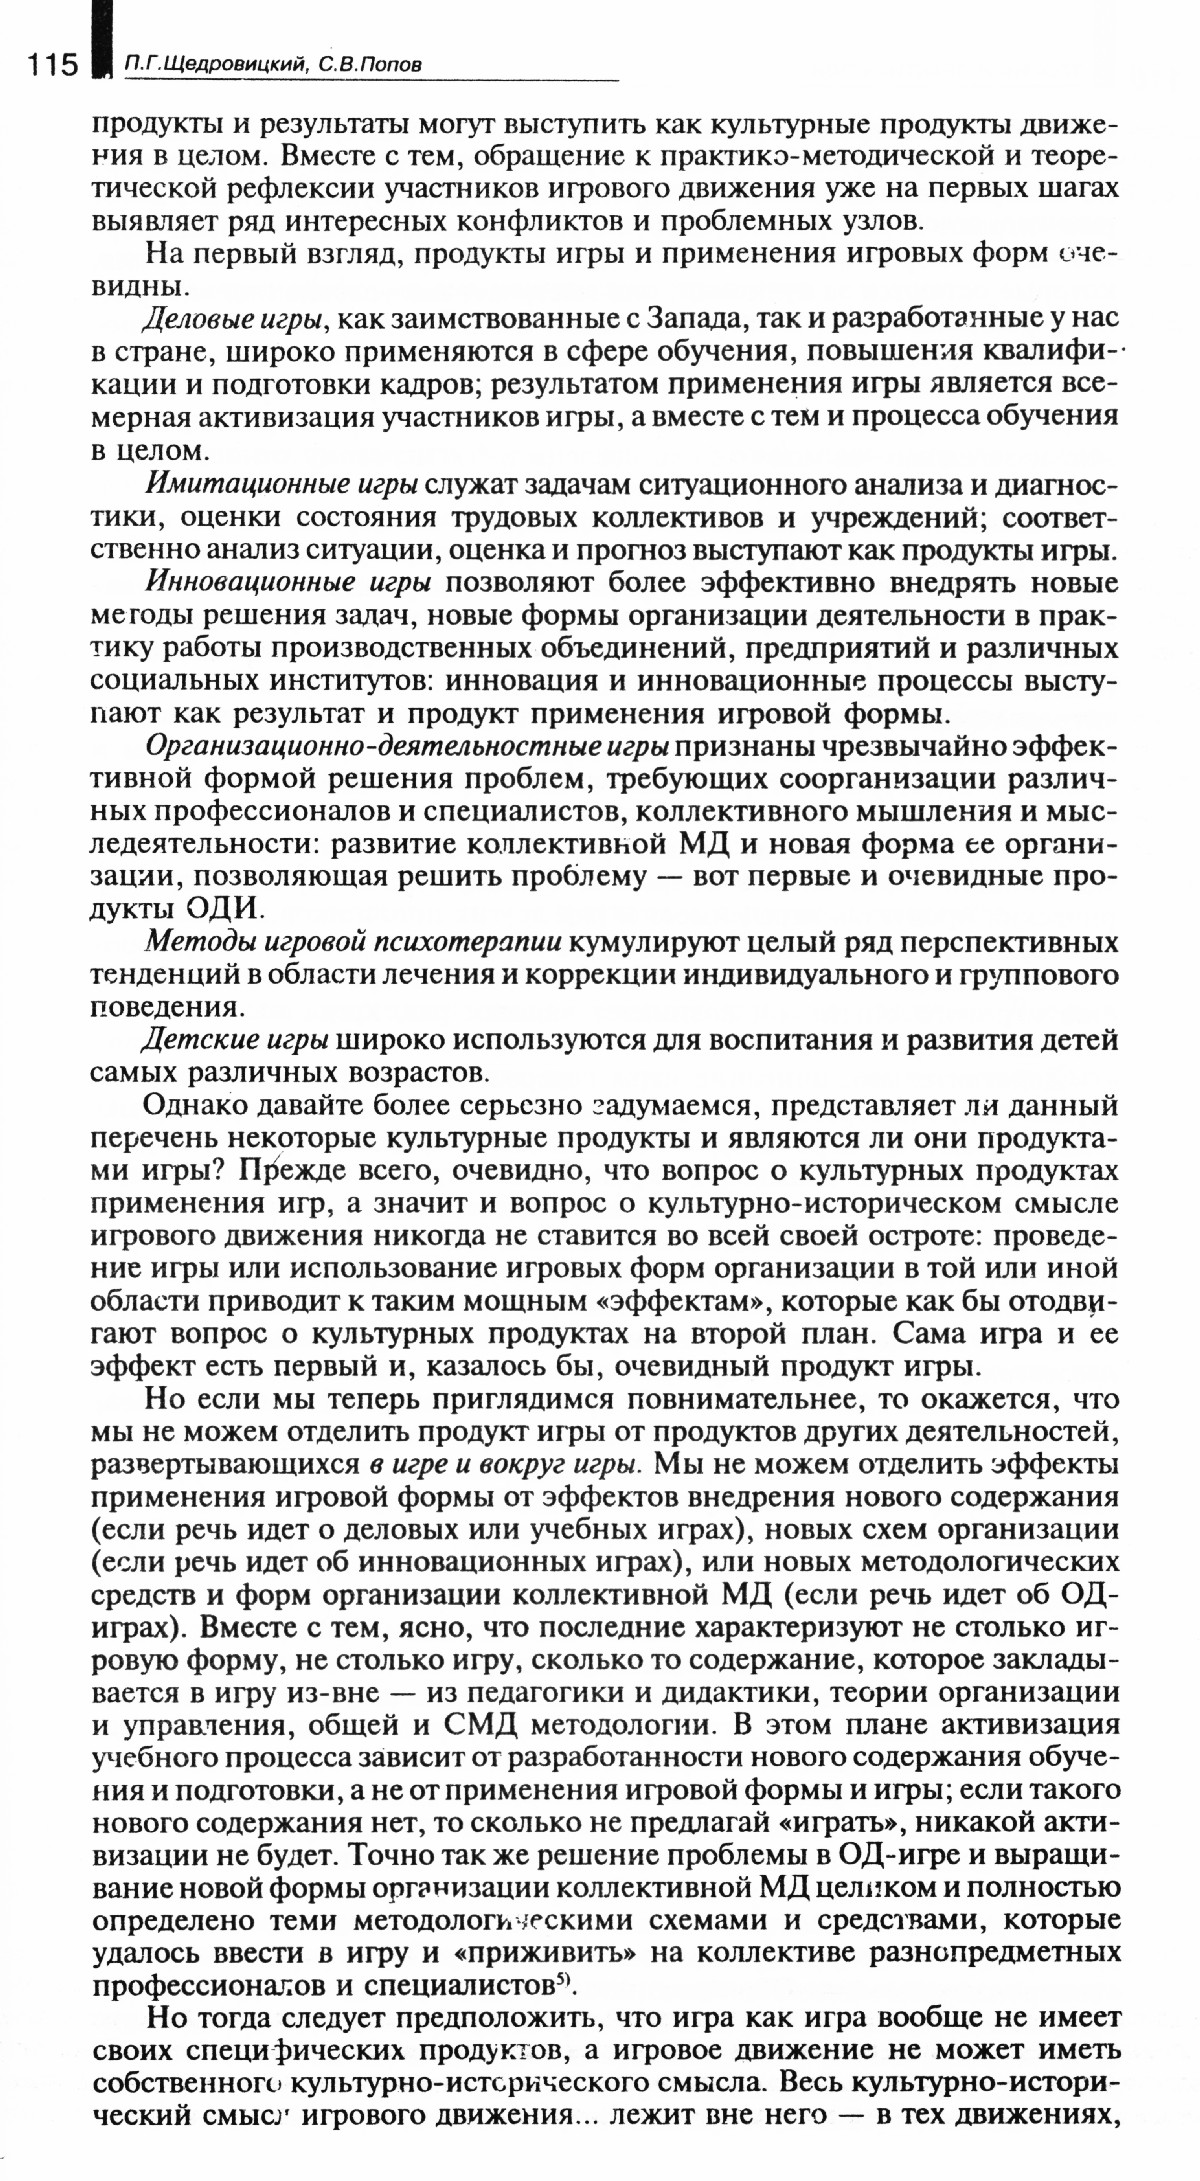 115
П.Г.Щедровицкий, С.В.Попов
продукты и результаты могут выступить как культурные продукты движе-
ния в целом. Вместе с тем, обращение к практико-методической и теоре-
тической рефлексии участников игрового движения уже на первых шагах
выявляет ряд интересных конфликтов и проблемных узлов.
На первый взгляд, продукты игры и применения игровых форм оче-
видны.
Деловые игры, как заимствованные с Запада, так и разработанные у нас
в стране, широко применяются в сфере обучения, повышения квалифи-
кации и подготовки кадров; результатом применения игры является все-
мерная активизация участников игры, а вместе с тем и процесса обучения
в целом.
Имитационные игры служат задачам ситуационного анализа и диагнос-
тики, оценки состояния трудовых коллективов и учреждений; соответ-
ственно анализ ситуации, оценка и прогноз выступают как продукты игры.
Инновационные игры позволяют более эффективно внедрять новые
методы решения задач, новые формы организации деятельности в прак-
тику работы производственных объединений, предприятий и различных
социальных институтов: инновация и инновационные процессы высту-
пают как результат и продукт применения игровой формы.
Организационно-деятельностные игры признаны чрезвычайно эффек-
тивной формой решения проблем, требующих соорганизации различ-
ных профессионалов и специалистов, коллективного мышления и мыс-
ледеятельности: развитие коллективной МД и новая форма ее органи-
зации, позволяющая решить проблему — вот первые и очевидные про-
дукты ОДИ.
Методы игровой психотерапии кумулируют целый ряд перспективных
тенденций в области лечения и коррекции индивидуального и группового
поведения.
Детские игры широко используются для воспитания и развития детей
самых различных возрастов.
Однако давайте более серьезно задумаемся, представляет ли данный
перечень некоторые культурные продукты и являются ли они продукта-
ми игры? Прежде всего, очевидно, что вопрос о культурных продуктах
применения игр, а значит и вопрос о культурно-историческом смысле
игрового движения никогда не ставится во всей своей остроте: проведе-
ние игры или использование игровых форм организации в той или иной
области приводит к таким мощным «эффектам», которые как бы отодви-
гают вопрос о культурных продуктах на второй план. Сама игра и ее
эффект есть первый и, казалось бы, очевидный продукт игры.
Но если мы теперь приглядимся повнимательнее, то окажется, что
мы не можем отделить продукт игры от продуктов других деятельностей,
развертывающихся в игре и вокруг игры. Мы не можем отделить эффекты
применения игровой формы от эффектов внедрения нового содержания
(если речь идет о деловых или учебных играх), новых схем организации
(если речь идет об инновационных играх), или новых методологических
средств и форм организации коллективной МД (если речь идет об ОД-
играх). Вместе с тем, ясно, что последние характеризуют не столько иг-
ровую форму, не столько игру, сколько то содержание, которое заклады-
вается в игру из-вне — из педагогики и дидактики, теории организации
и управления, общей и СМД методологии. В этом плане активизация
учебного процесса зависит от разработанности нового содержания обуче-
ния и подготовки, а не от применения игровой формы и игры; если такого
нового содержания нет, то сколько не предлагай «играть», никакой акти-
визации не будет. Точно так же решение проблемы в ОД-игре и выращи-
вание новой формы организации коллективной МД целиком и полностью
определено теми методологическими схемами и средствами, которые
удалось ввести в игру и «приживить» на коллективе разнопредметных
профессионалов и специалистов⁵⁾.
Но тогда следует предположить, что игра как игра вообще не имеет
своих специфических продуктов, а игровое движение не может иметь
собственного культурно-исторического смысла. Весь культурно-истори-
ческий смысл игрового движения... лежит вне него — в тех движениях,